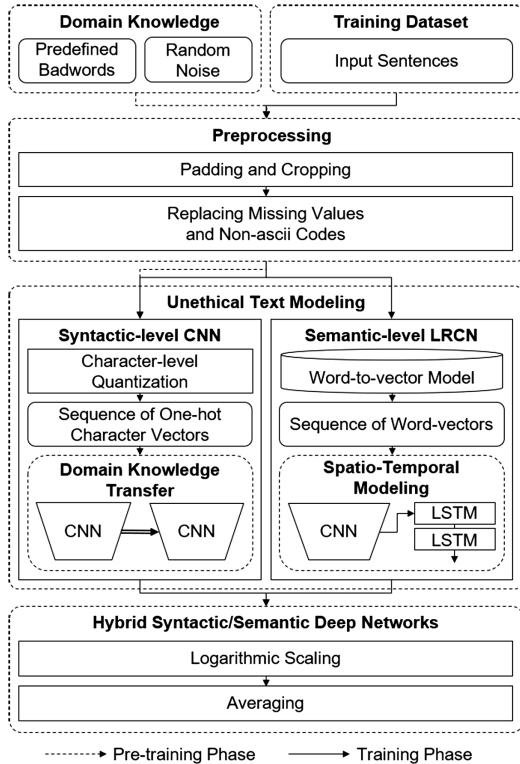 Domain Knowledge
Training Dataset
Predefined
Badwords
Random
Noise
Input Sentences
Preprocessing
Padding and Cropping
Replacing Missing Values
and Non-ascii Codes
Unethical Text Modeling
Syntactic-level CNN
Character-level
Quantization
Sequence of One-hot
Character Vectors
Domain Knowledge
Transfer
CNN
CNN
Semantic-level LRCN
Word-to-vector Model
Sequence of Word-vectors
Spatio-Temporal
Modeling
CNN
LSTM
LSTM
Hybrid Syntactic/Semantic Deep Networks
Logarithmic Scaling
Averaging
Pre-training Phase
Training Phase